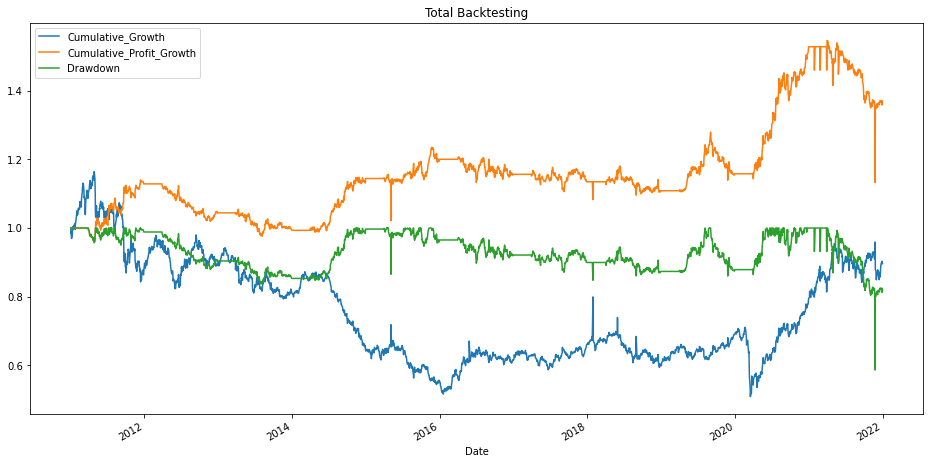 Total Backtesting
Cumulative_Growth
Cumulative_Profit_Growth
Drawdown
1.4
1.2
1.0
0.8
0.6
2012
2014
2016
2018
2020
2022
Date